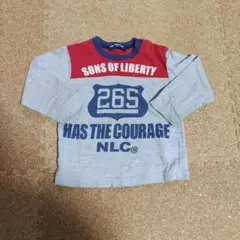 SONS OF LIBERTY
265
HAS THE COURAGE
NLC®